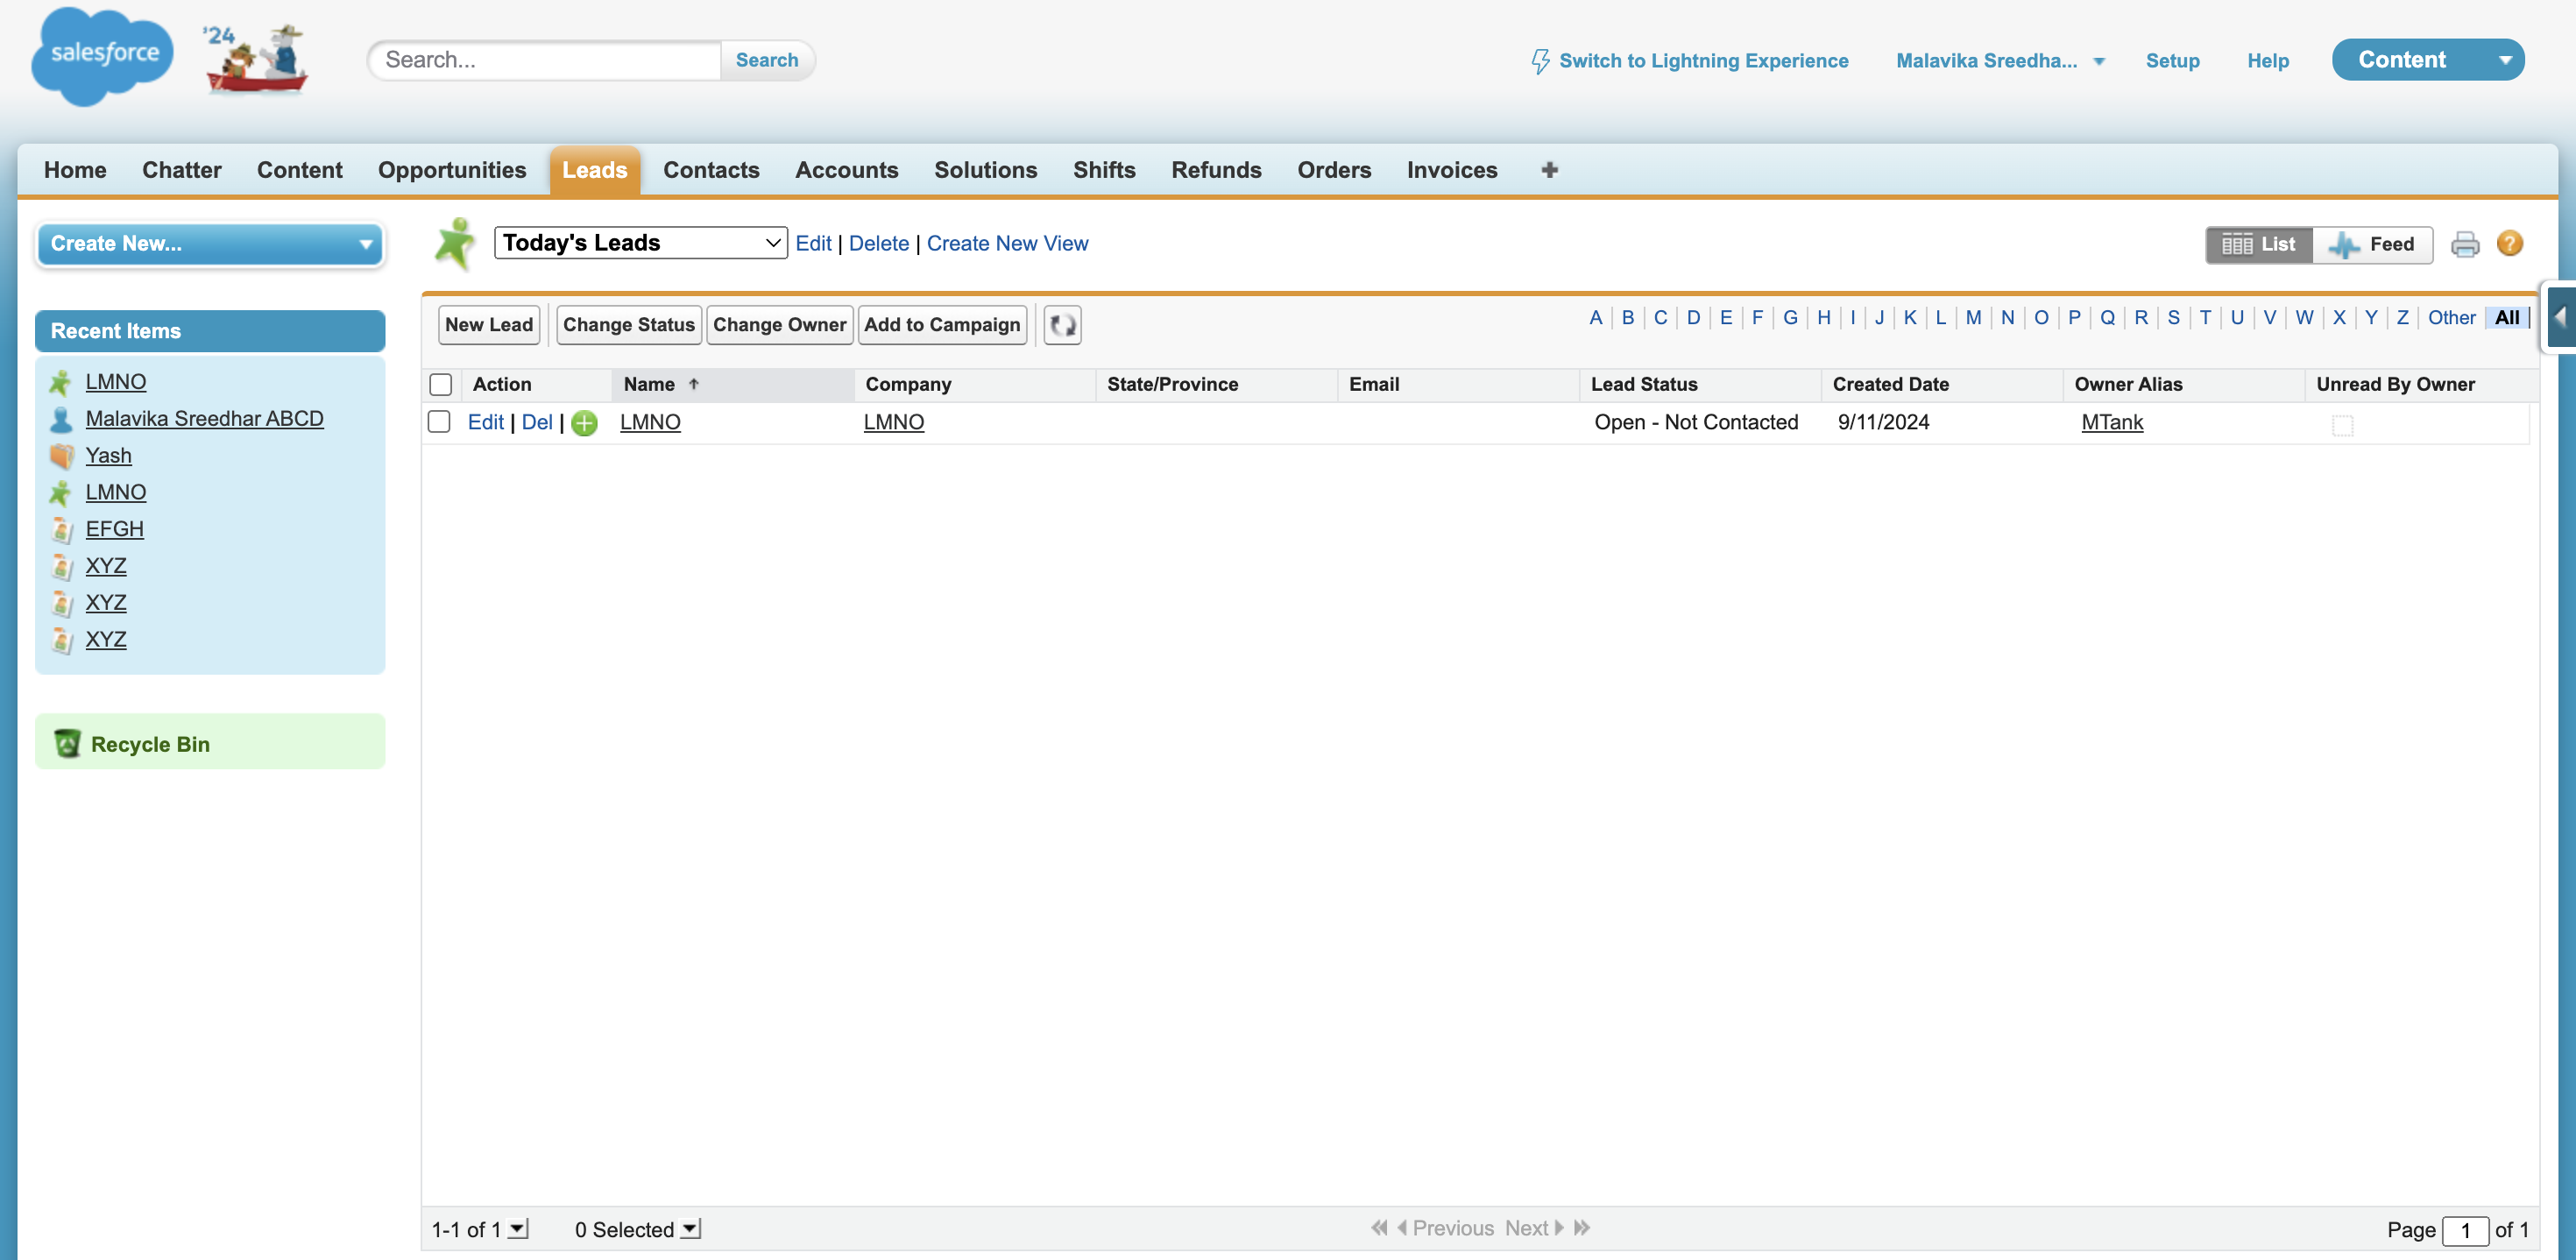 salesforce
'24
Search...
Search
Switch to Lightning Experience
Malavika Sreedha...
Setup
Help
Content
Home
Chatter
Content
Opportunities
Leads
Contacts
Accounts
Solutions
Shifts
Refunds
Orders
Invoices
Create New...
Today's Leads
Edit | Delete | Create New View
List
Feed
Recent Items
LMNO
Malavika Sreedhar ABCD
Yash
LMNO
EFGH
XYZ
XYZ
XYZ
Recycle Bin
New Lead
Change Status
Change Owner
Add to Campaign
A | B | C | D | E | F | G | H | I | J | K | L | M | N | O | P | Q | R | S | T | U | V | W | X | Y | Z | Other | All |
Action Name Company State/Province Email Lead Status Created Date Owner Alias Unread By Owner
Edit | Del | LMNO LMNO Open - Not Contacted 9/11/2024 MTank
1-1 of 1
0 Selected
Previous Next
Page 1 of 1